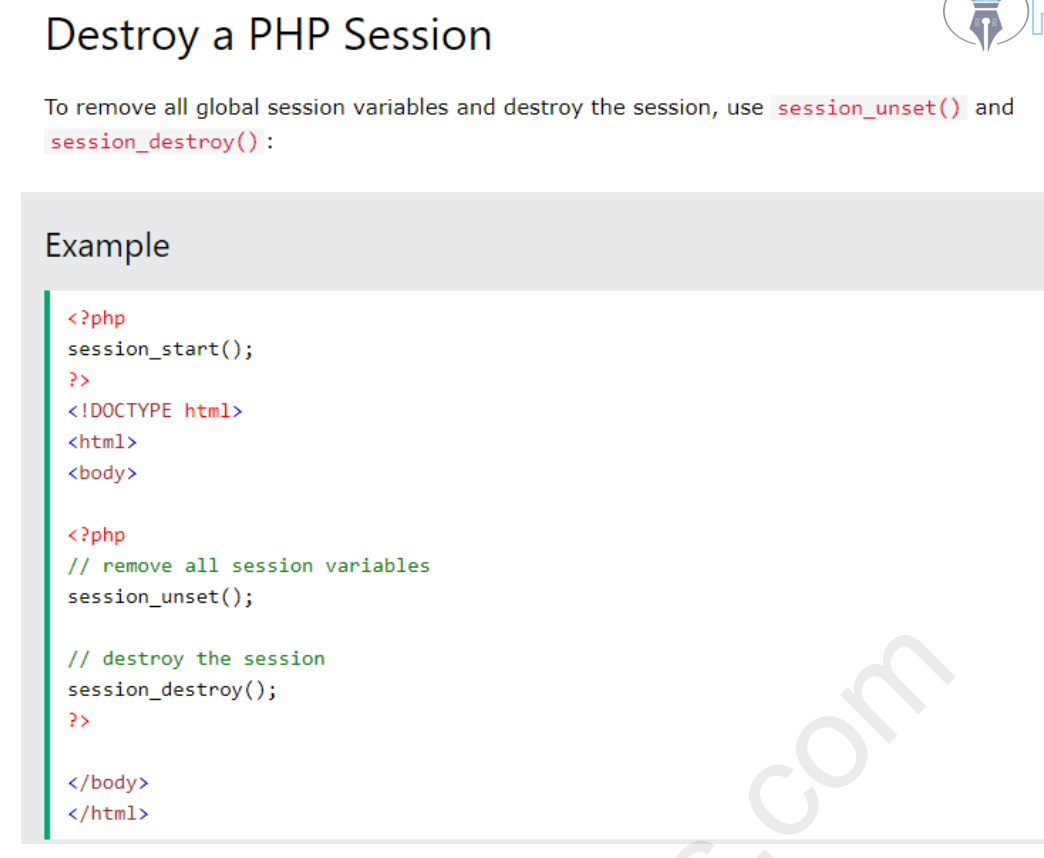 Destroy a PHP Session
To remove all global session variables and destroy the session, use session_unset() and
session_destroy():
Example
<?php
session_start();
?>
<!DOCTYPE html>
<html>
<body>
<?php
// remove all session variables
session_unset();
// destroy the session
session_destroy();
?>
</body>
</html>
.com